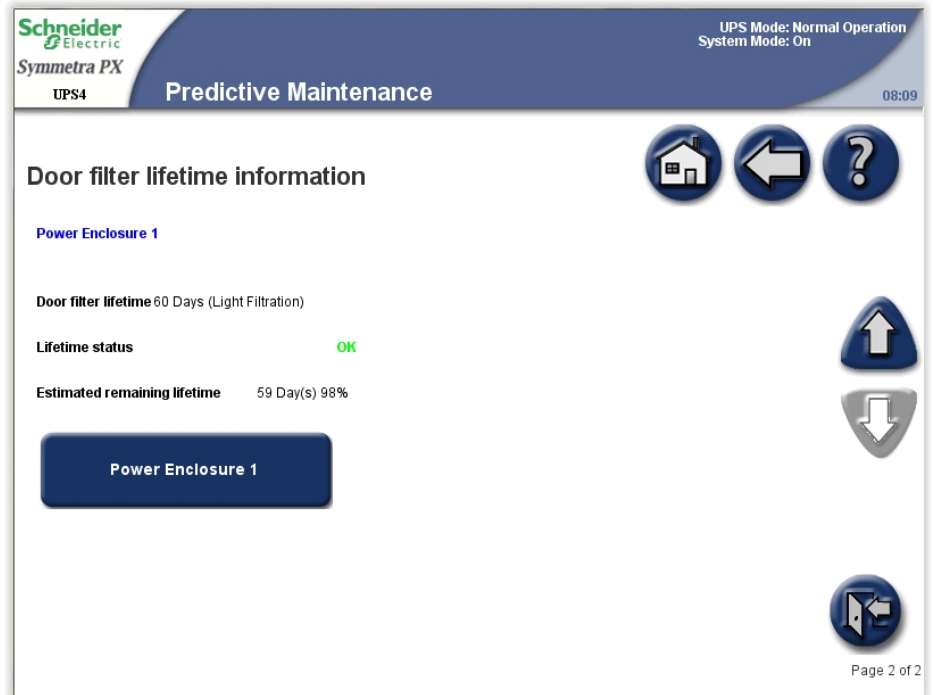 Schneider
Electric
Symmetra PX
UPS4
Predictive Maintenance
UPS Mode: Normal Operation
System Mode: On
08:09
Door filter lifetime information
?
Power Enclosure 1
Door filter lifetime 60 Days (Light Filtration)
Lifetime status OK
Estimated remaining lifetime 59 Day(s) 98%
Power Enclosure 1
Page 2 of 2